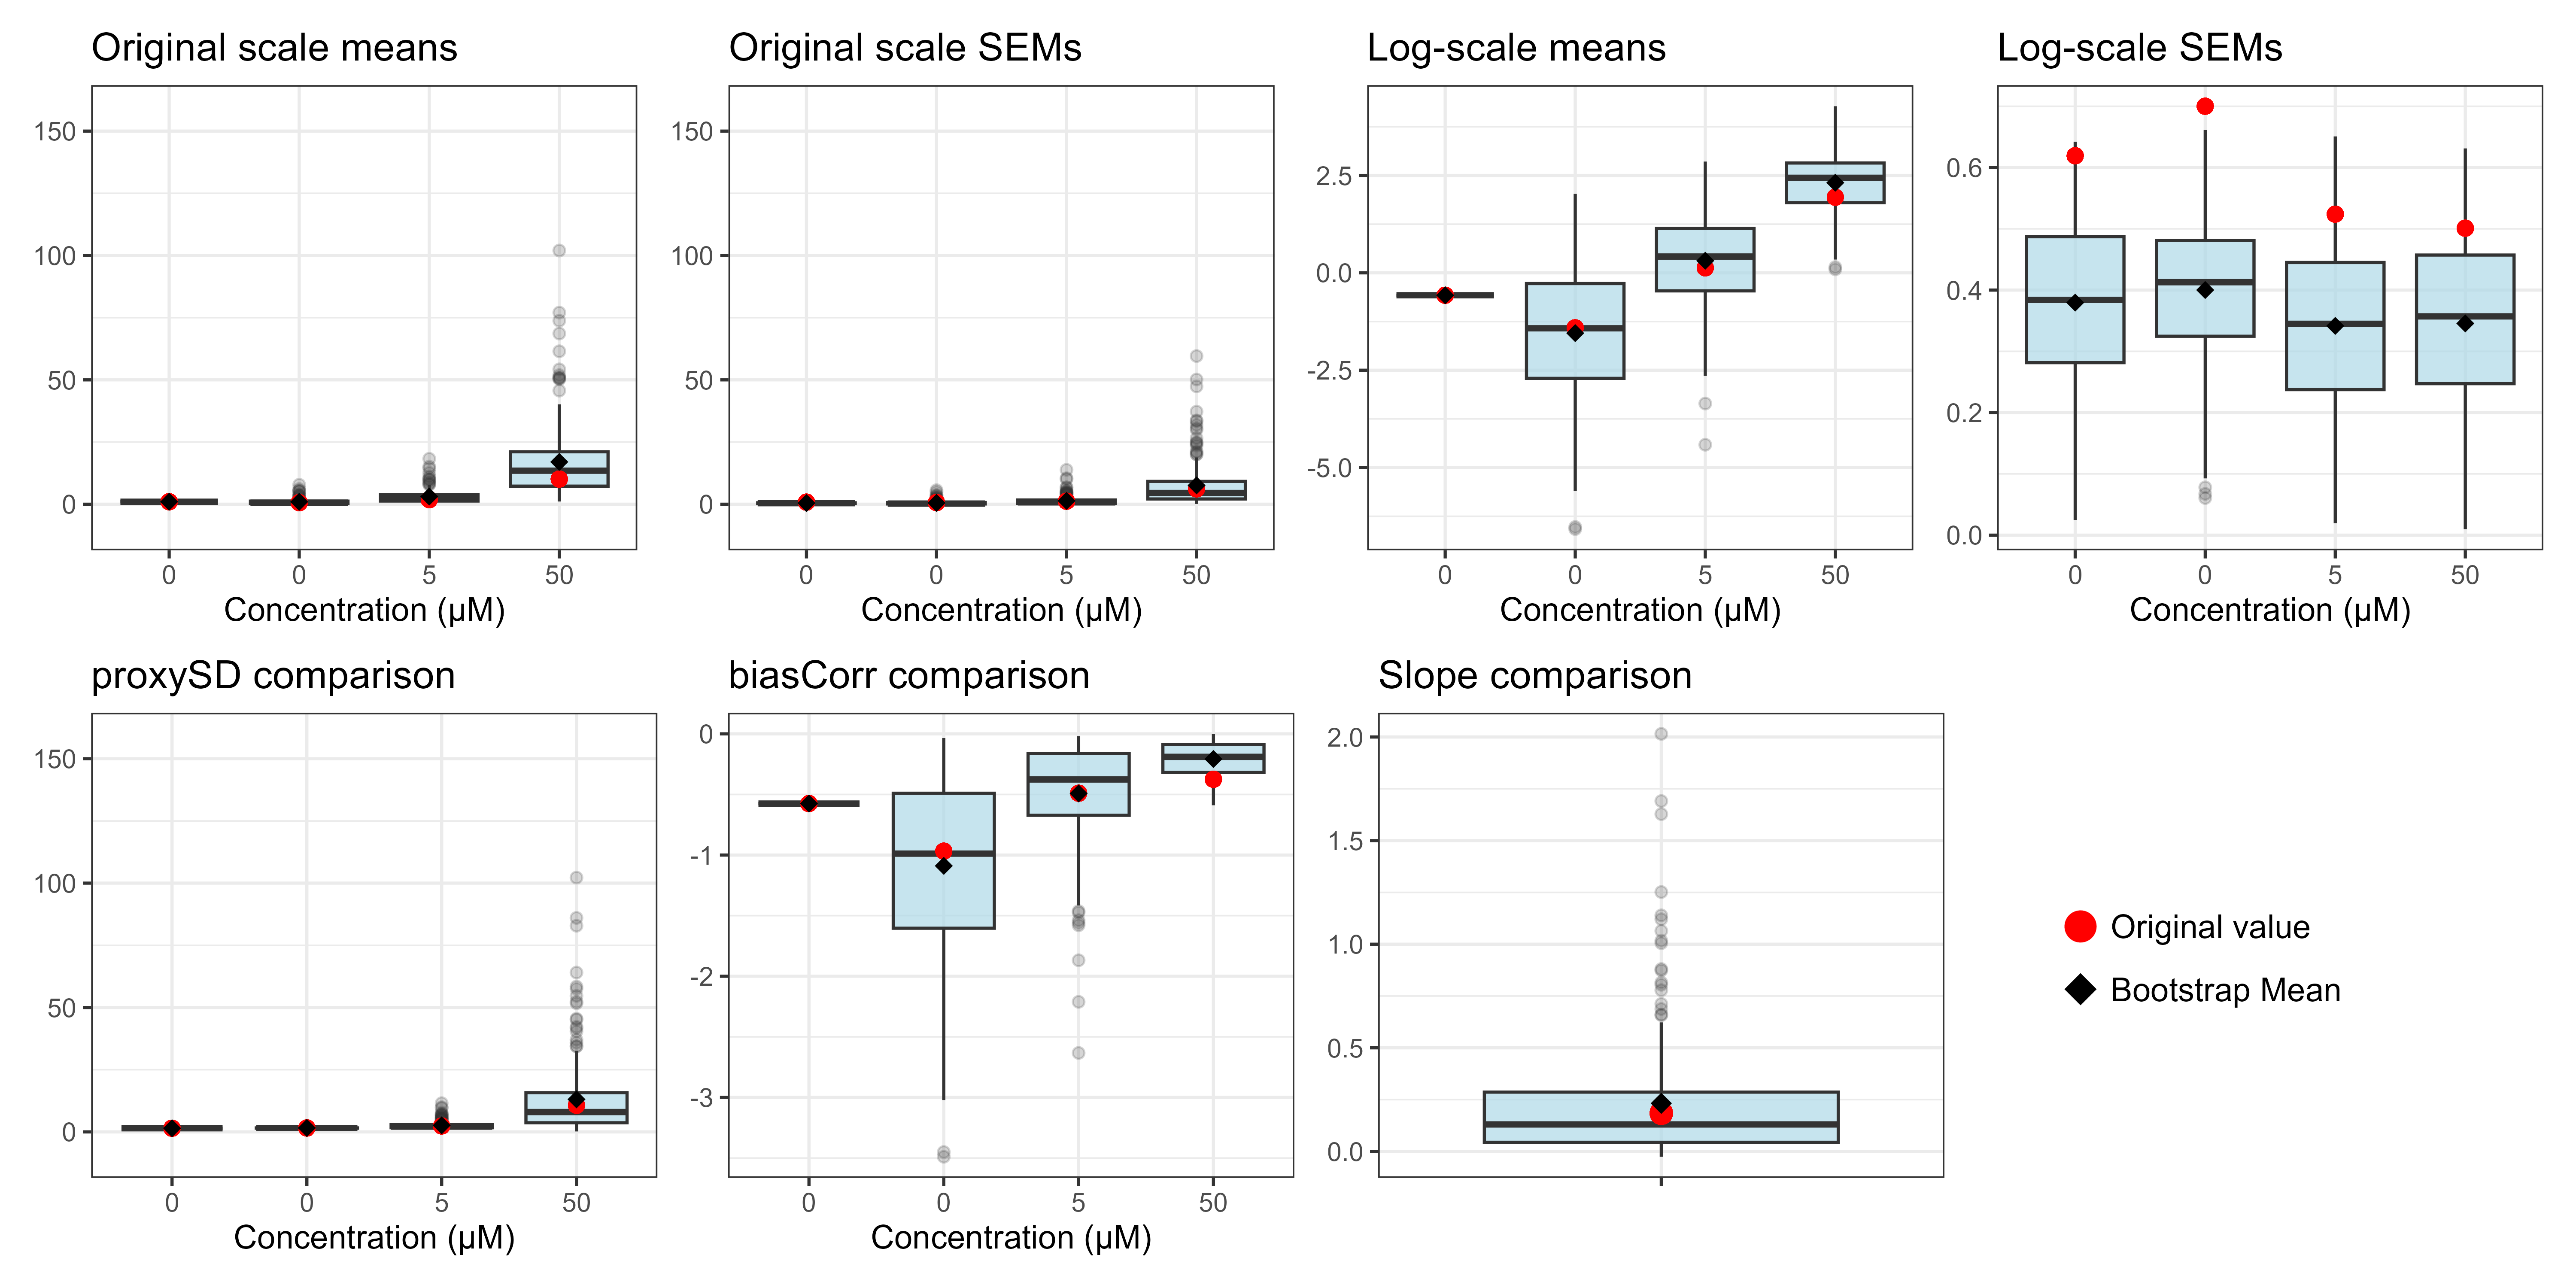 Original scale means
150
100
50
0
0 0 5 50
Concentration (µM)
Original scale SEMs
150
100
50
0
0 0 5 50
Concentration (µM)
Log-scale means
2.5
0.0
-2.5
-5.0
0 0 5 50
Concentration (µM)
Log-scale SEMs
0.6
0.4
0.2
0.0
0 0 5 50
Concentration (µM)
proxySD comparison
150
100
50
0
0 0 5 50
Concentration (µM)
biasCorr comparison
0
-1
-2
-3
0 0 5 50
Concentration (µM)
Slope comparison
2.0
1.5
1.0
0.5
0.0
Original value
Bootstrap Mean